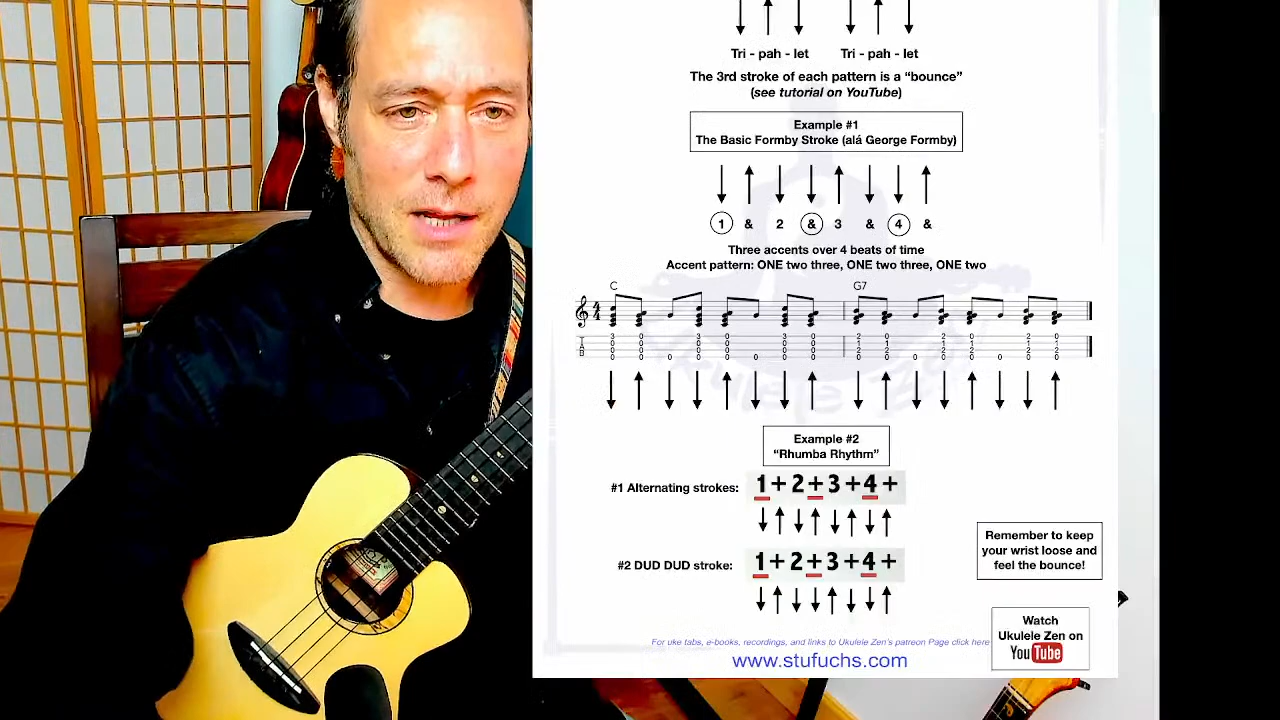 Tri - pah - let Tri - pah - let
The 3rd stroke of each pattern is a “bounce”
(see tutorial on YouTube)
Example #1
The Basic Formby Stroke (alá George Formby)
1 & 2 & 3 & 4 &
Three accents over 4 beats of time
Accent pattern: ONE two three, ONE two three, ONE two
C G7
Example #2
“Rhumba Rhythm”
#1 Alternating strokes: 1 + 2 + 3 + 4 +
#2 DUD DUD stroke: 1 + 2 + 3 + 4 +
Remember to keep
your wrist loose and
feel the bounce!
For uke tabs, e-books, recordings, and links to Ukulele Zen's patreon Page click here
www.stufuchs.com
Watch
Ukulele Zen on
YouTube